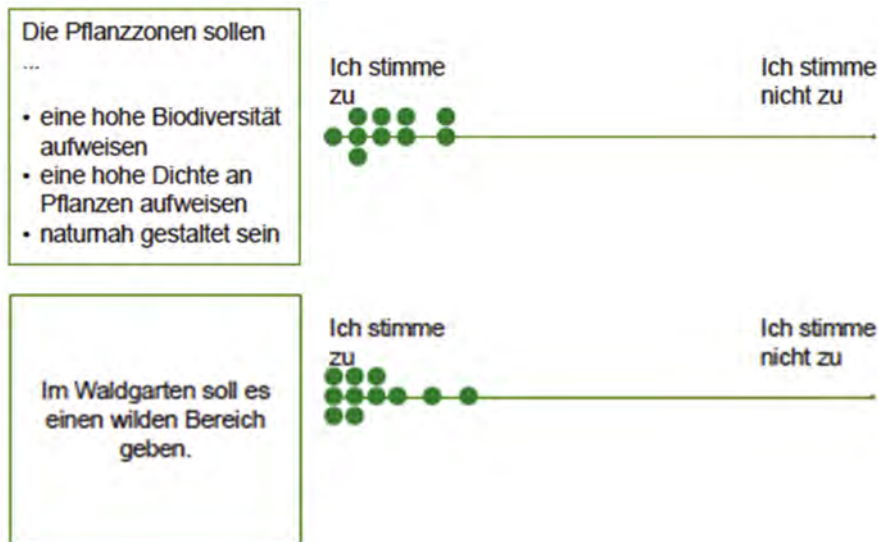 Die Pflanzzonen sollen
...
• eine hohe Biodiversität
aufweisen
• eine hohe Dichte an
Pflanzen aufweisen
• naturnah gestaltet sein
Ich stimme
zu
Ich stimme
nicht zu
Im Waldgarten soll es
einen wilden Bereich
geben.
Ich stimme
zu
Ich stimme
nicht zu